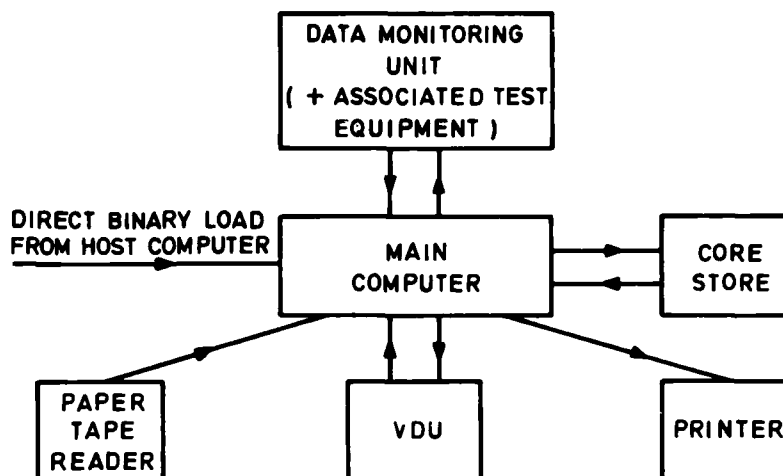 DATA MONITORING
UNIT
( + ASSOCIATED TEST
EQUIPMENT )
DIRECT BINARY LOAD
FROM HOST COMPUTER
MAIN
COMPUTER
CORE
STORE
PAPER
TAPE
READER
VDU
PRINTER